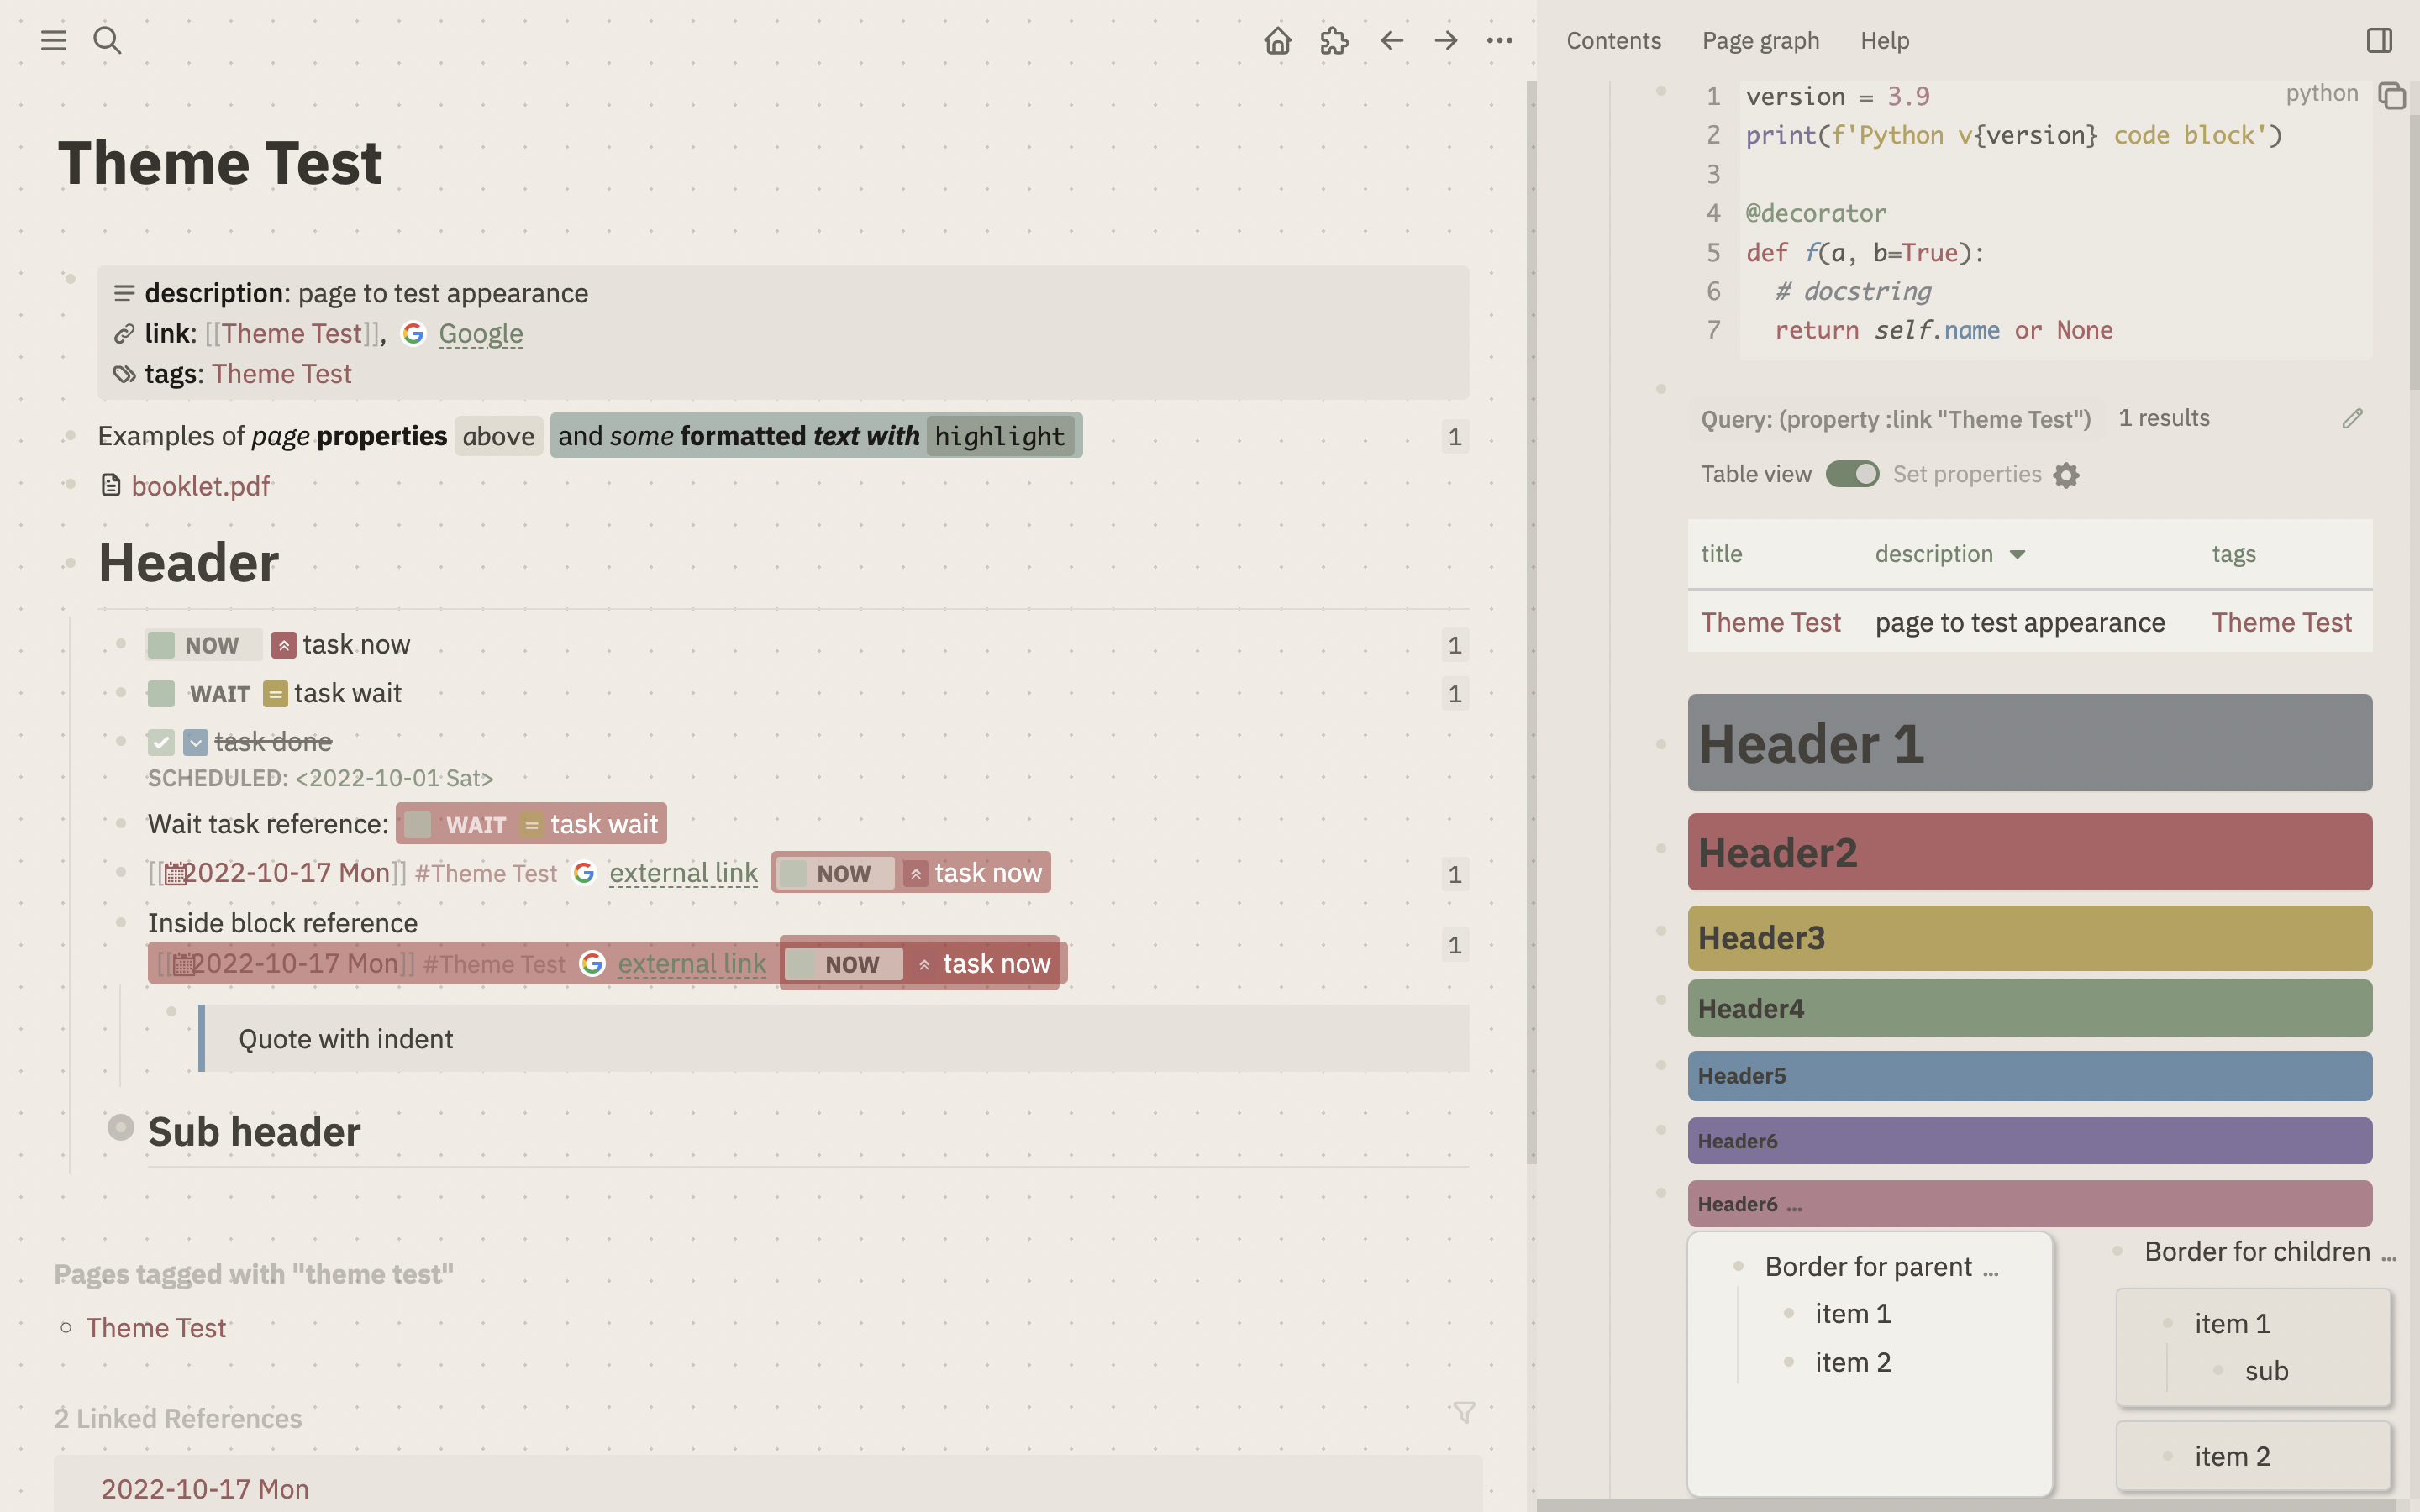 Contents Page graph Help
Theme Test
description: page to test appearance
link: [[Theme Test]], Google
tags: Theme Test
Examples of page properties above and some formatted text with highlight 1
booklet.pdf
Header
NOW task now 1
WAIT = task wait 1
task done
SCHEDULED: <2022-10-01 Sat>
Wait task reference: WAIT = task wait
[[2022-10-17 Mon]] #Theme Test external link NOW task now 1
Inside block reference
[[2022-10-17 Mon]] #Theme Test external link NOW task now 1
Quote with indent
Sub header
Pages tagged with "theme test"
Theme Test
2 Linked References
2022-10-17 Mon
python
1 version = 3.9
2 print(f'Python v{version} code block')
3
4 @decorator
5 def f(a, b=True):
6   # docstring
7   return self.name or None
Query: (property :link "Theme Test") 1 results
Table view Set properties
title description tags
Theme Test page to test appearance Theme Test
Header 1
Header2
Header3
Header4
Header5
Header6
Header6 ...
Border for parent ...
item 1
item 2
Border for children ...
item 1
sub
item 2